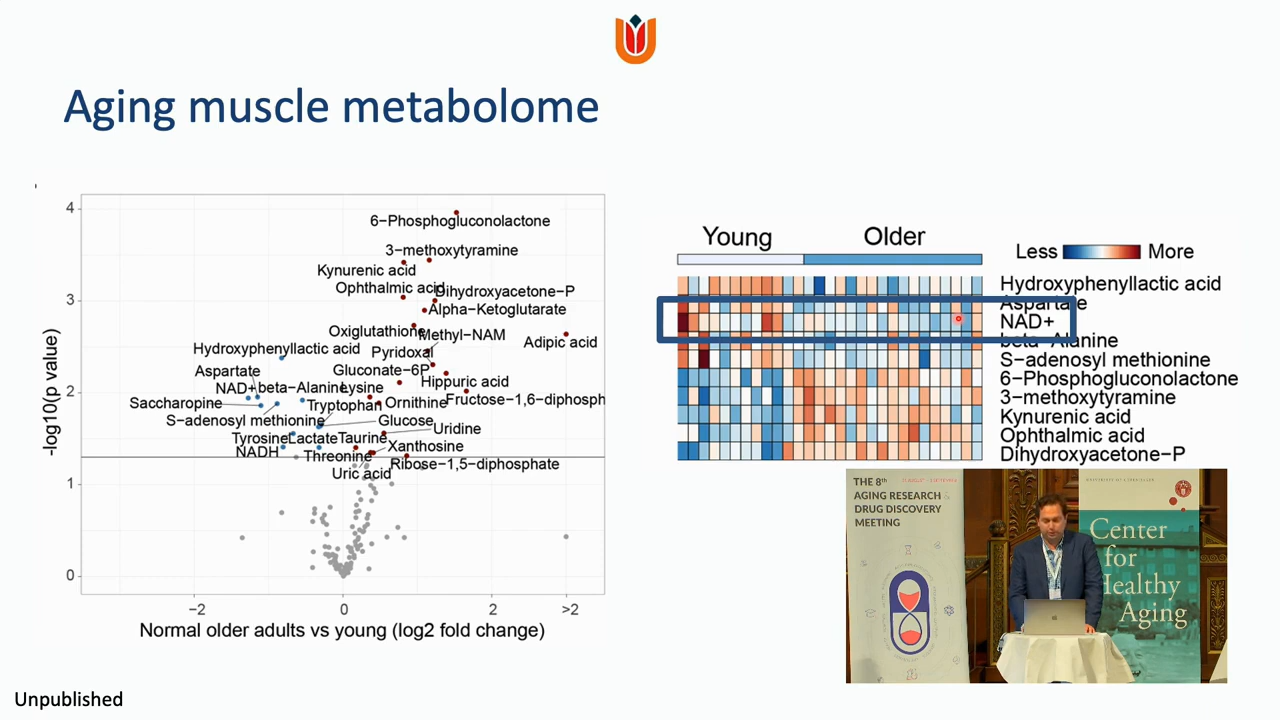 Aging muscle metabolome
4
3
2
1
0
-log10(p value)
6−Phosphogluconolactone
3−methoxytyramine
Kynurenic acid
Ophthalmic acid
Dihydroxyacetone−P
Alpha−Ketoglutarate
Oxiglutathione
Methyl−NAM
Adipic acid
Hydroxyphenyllactic acid
Pyridoxal
Aspartate
Gluconate−6P
Hippuric acid
NAD+
beta−Alanine
Lysine
Fructose−1,6−diphosph
Saccharopine
Tryptophan
Ornithine
S−adenosyl methionine
Glucose
Uridine
Tyrosine
Lactate
Taurine
Xanthosine
NADH
Threonine
Ribose−1,5−diphosphate
Uric acid
−2
0
2
>2
Normal older adults vs young (log2 fold change)
Young
Older
Less
More
Hydroxyphenyllactic acid
Aspartate
NAD+
beta−Alanine
S−adenosyl methionine
6−Phosphogluconolactone
3−methoxytyramine
Kynurenic acid
Ophthalmic acid
Dihydroxyacetone−P
THE 8th
AGING RESEARCH &
DRUG DISCOVERY
MEETING
Center
for
Healthy
Aging
Unpublished